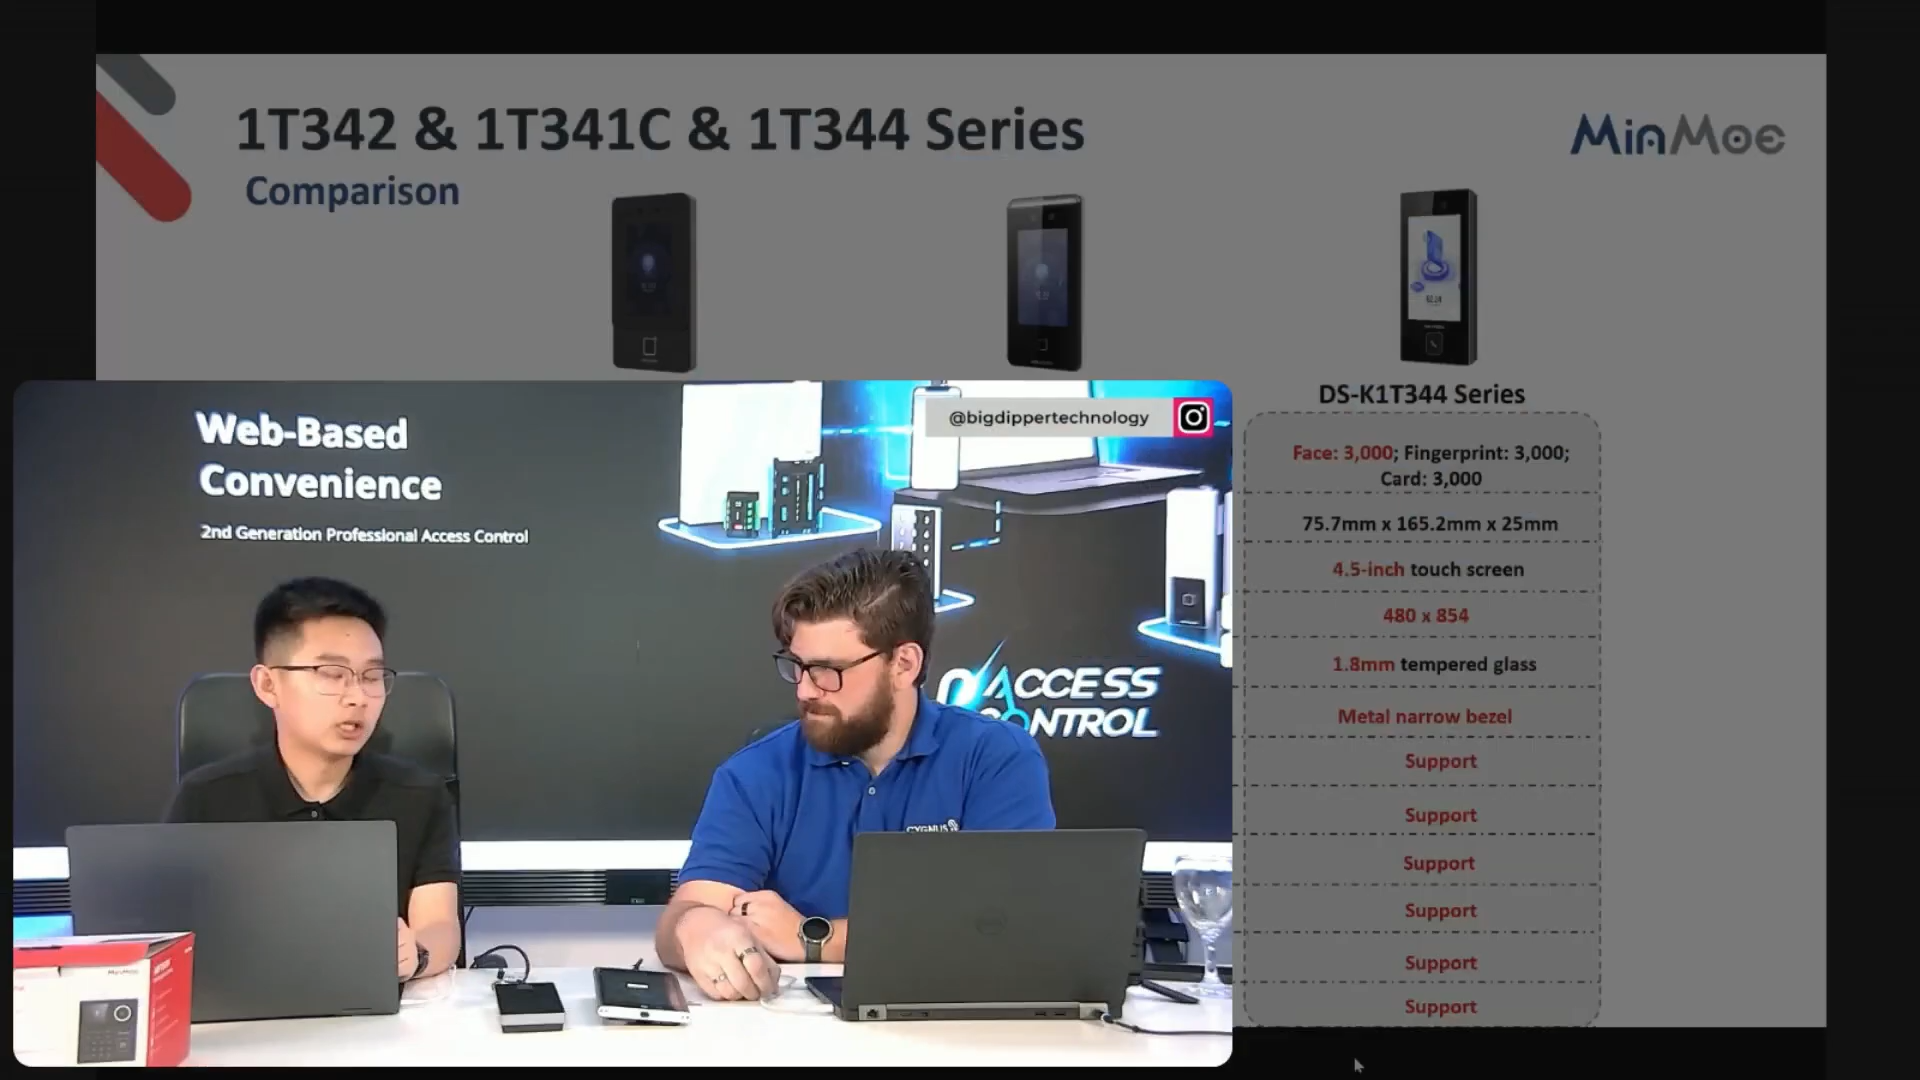 1T342 & 1T341C & 1T344 Series
Comparison
MinMoe
DS-K1T344 Series
Face: 3,000; Fingerprint: 3,000;
Card: 3,000
75.7mm x 165.2mm x 25mm
4.5-inch touch screen
480 x 854
1.8mm tempered glass
Metal narrow bezel
Support
Support
Support
Support
Support
Support
@bigdippertechnology
Web-Based
Convenience
2nd Generation Professional Access Control
ACCESS
CONTROL
CYGNUS
MinMoe